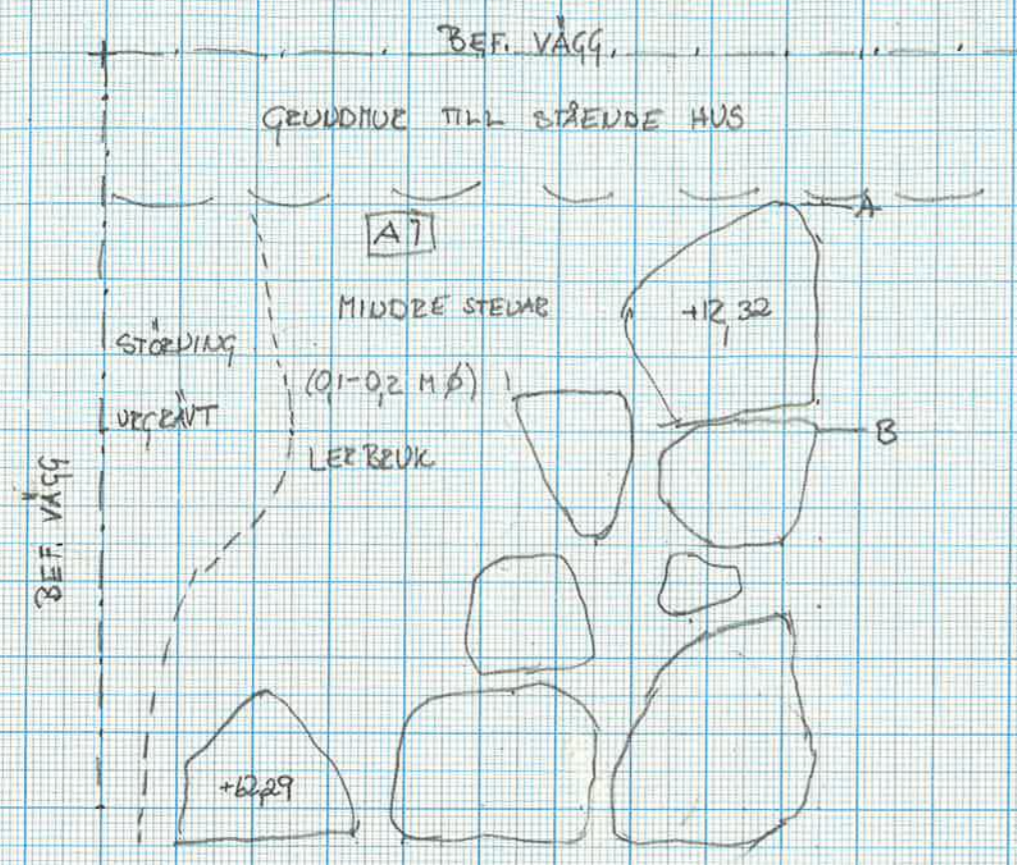 BEF. VÄGG.
GRUNDMUR TILL STÅENDE HUS
A
A1
MINDRE STENAR
+12,32
STÖRNING
(0,1-0,2 M Ø)
URGRÄVT
B
LERBRUK
BEF. VÄGG
+12,29